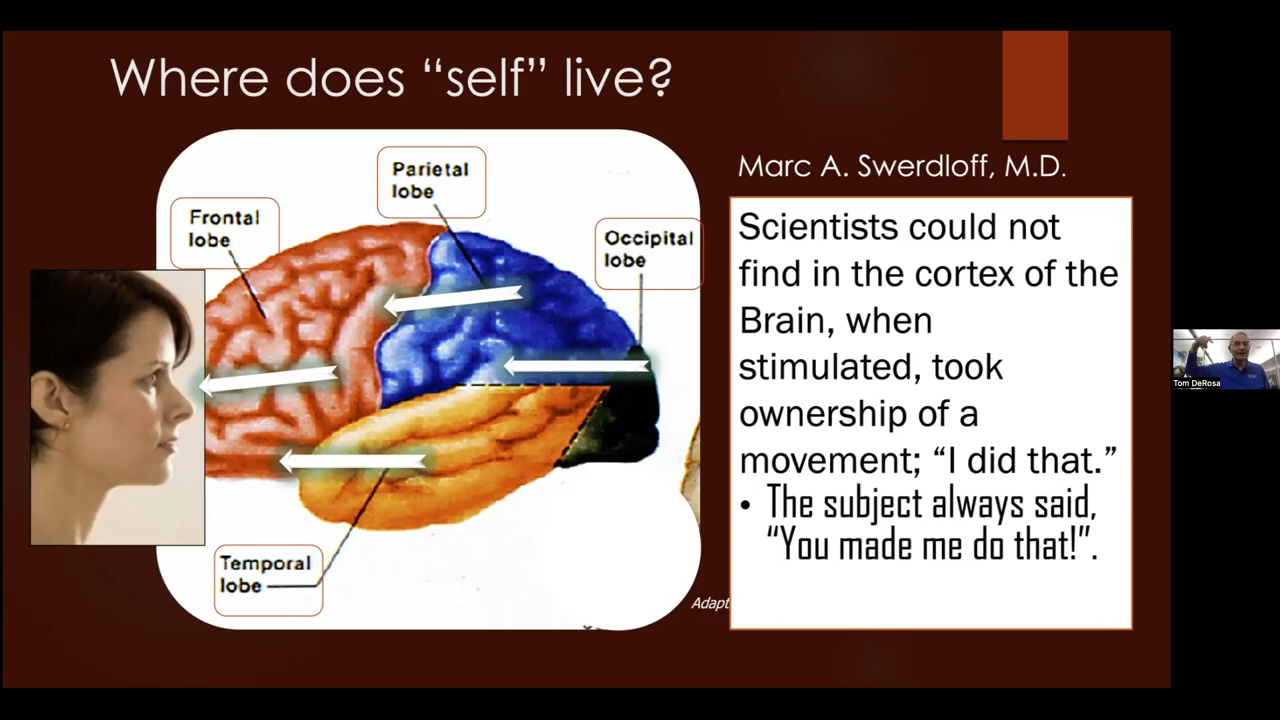 Where does “self” live?
Marc A. Swerdloff, M.D.
Parietal
lobe
Frontal
lobe
Occipital
lobe
Temporal
lobe
Scientists could not
find in the cortex of the
Brain, when
stimulated, took
ownership of a
movement; “I did that.”
• The subject always said,
“You made me do that!”.
Adapt
Tom DeRosa